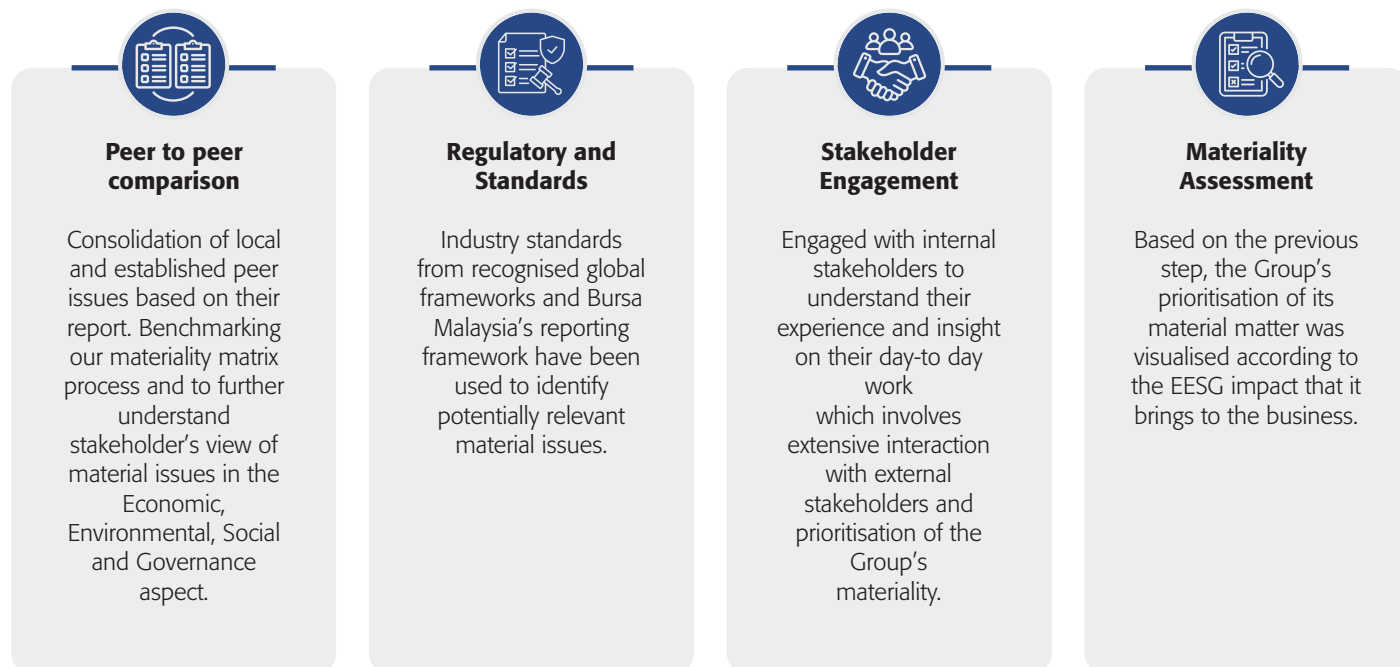 Peer to peer
comparison
Consolidation of local
and established peer
issues based on their
report. Benchmarking
our materiality matrix
process and to further
understand
stakeholder’s view of
material issues in the
Economic,
Environmental, Social
and Governance
aspect.
Regulatory and
Standards
Industry standards
from recognised global
frameworks and Bursa
Malaysia’s reporting
framework have been
used to identify
potentially relevant
material issues.
Stakeholder
Engagement
Engaged with internal
stakeholders to
understand their
experience and insight
on their day-to day
work
which involves
extensive interaction
with external
stakeholders and
prioritisation of the
Group’s
materiality.
Materiality
Assessment
Based on the previous
step, the Group’s
prioritisation of its
material matter was
visualised according to
the EESG impact that it
brings to the business.